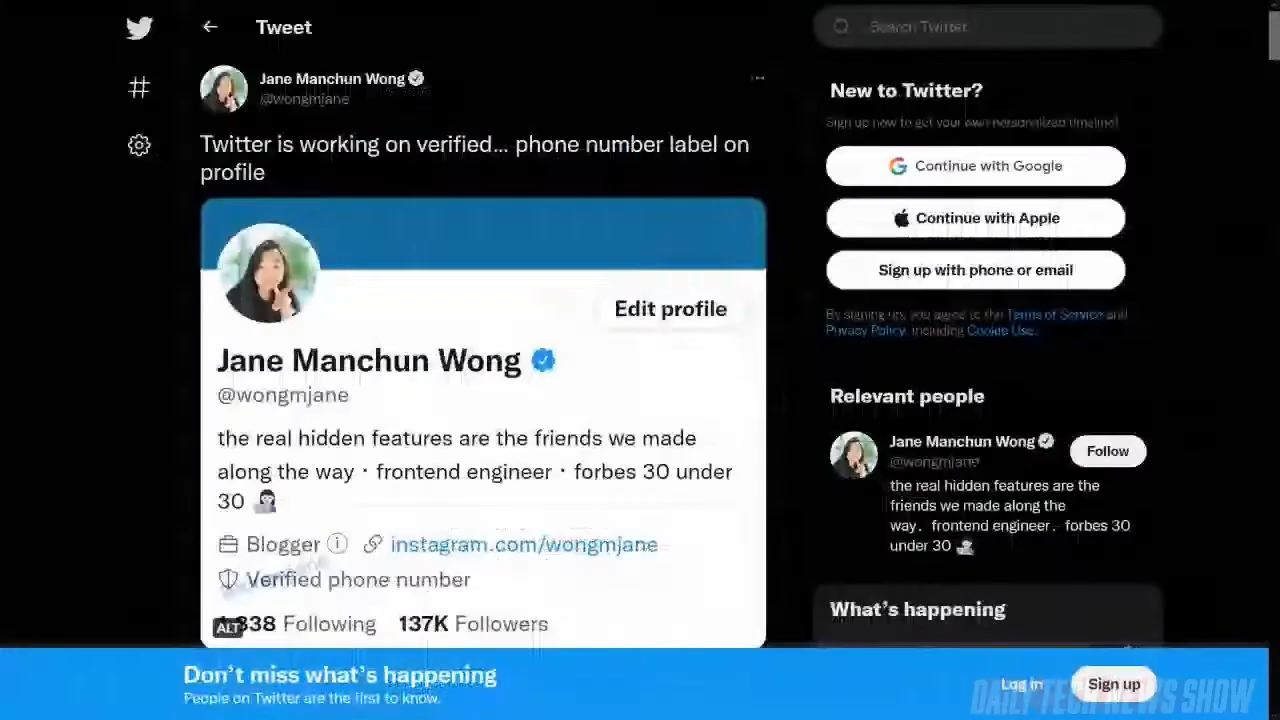 Tweet
Jane Manchun Wong
@wongmjane
Twitter is working on verified... phone number label on
profile
Edit profile
Jane Manchun Wong
@wongmjane
the real hidden features are the friends we made
along the way · frontend engineer · forbes 30 under
30
Blogger
instagram.com/wongmjane
Verified phone number
ALT
338 Following 137K Followers
Search Twitter
New to Twitter?
Sign up now to get your own personalized timeline!
Continue with Google
Continue with Apple
Sign up with phone or email
By signing up, you agree to the Terms of Service and
Privacy Policy, including Cookie Use.
Relevant people
Jane Manchun Wong
@wongmjane
Follow
the real hidden features are the
friends we made along the
way. frontend engineer. forbes 30
under 30
What's happening
Don't miss what's happening
People on Twitter are the first to know.
Log in
Sign up
DAILY TECH NEWS SHOW